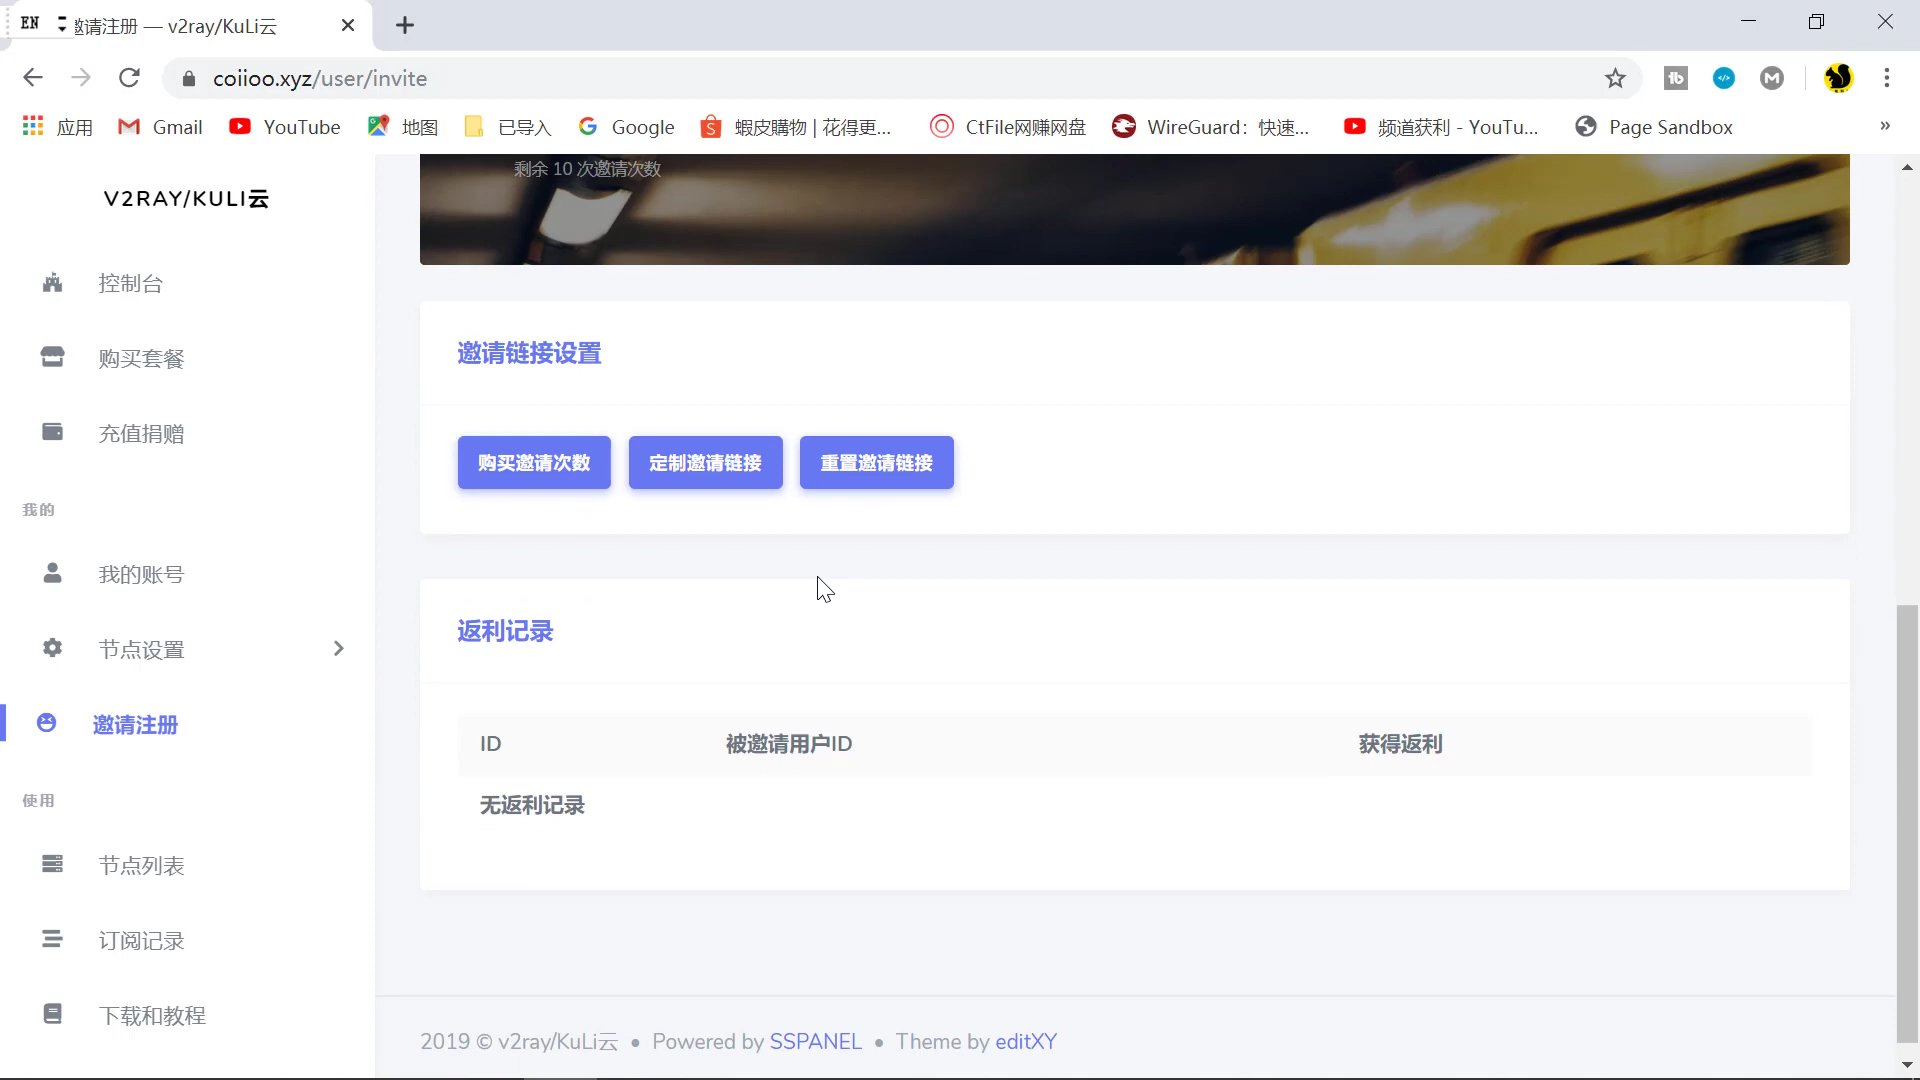 EN
邀请注册 — v2ray/KuLi云
coiioo.xyz/user/invite
应用
Gmail
YouTube
地图
已导入
Google
蝦皮購物 | 花得更...
CtFile网赚网盘
WireGuard：快速...
频道获利 - YouTu...
Page Sandbox
»
V2RAY/KULI云
控制台
购买套餐
充值捐赠
我的
我的账号
节点设置
邀请注册
使用
节点列表
订阅记录
下载和教程
剩余 10 次邀请次数
邀请链接设置
购买邀请次数
定制邀请链接
重置邀请链接
返利记录
ID 被邀请用户ID 获得返利
无返利记录
2019 © v2ray/KuLi云 • Powered by SSPANEL • Theme by editXY